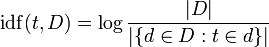 idf(t, D) = log |D| / |{d ∈ D : t ∈ d}|